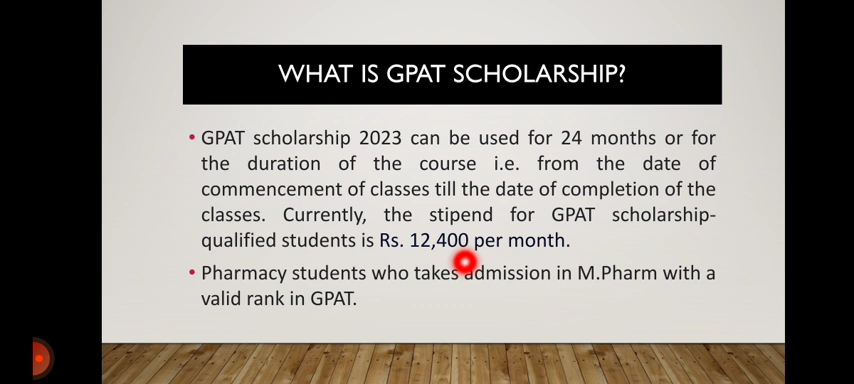 WHAT IS GPAT SCHOLARSHIP?
• GPAT scholarship 2023 can be used for 24 months or for
the duration of the course i.e. from the date of
commencement of classes till the date of completion of the
classes. Currently, the stipend for GPAT scholarship-
qualified students is Rs. 12,400 per month.
• Pharmacy students who takes admission in M.Pharm with a
valid rank in GPAT.